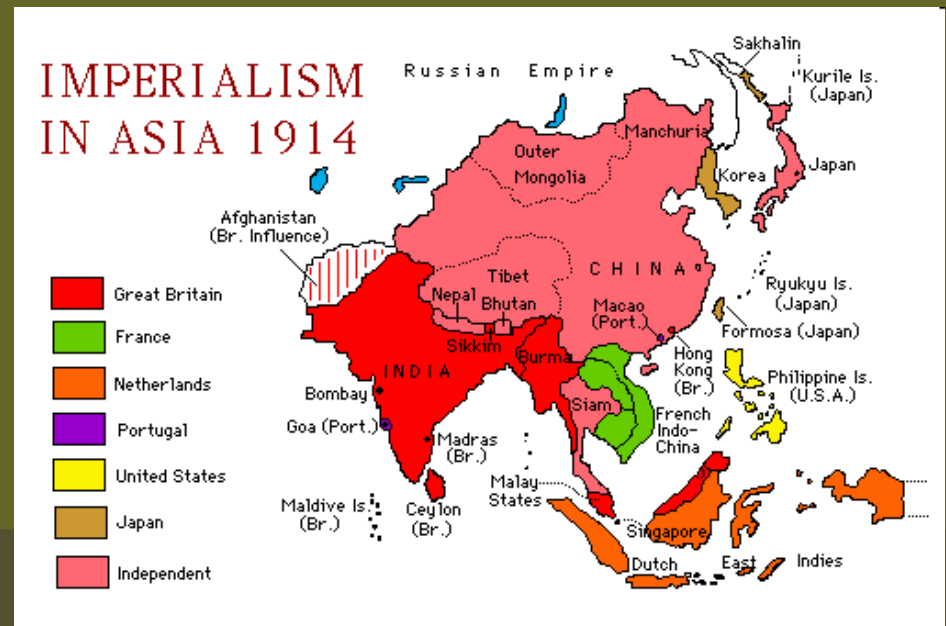 IMPERIALISM
IN ASIA 1914
Russian Empire
Sakhalin
Kurile Is.
(Japan)
Manchuria
Outer
Mongolia
Korea
Japan
Afghanistan
(Br. Influence)
Tibet
CHINA
Nepal
Bhutan
Sikkim
Macao
(Port.)
Ryukyu Is.
(Japan)
Formosa (Japan)
Burma
Hong
Kong
(Br.)
INDIA
Philippine Is.
(U.S.A.)
Bombay
Siam
French
Indo-
China
Goa (Port.)
Madras
(Br.)
Malay
States
Maldive Is.
(Br.)
Ceylon
(Br.)
Singapore
Dutch East Indies
Great Britain
France
Netherlands
Portugal
United States
Japan
Independent